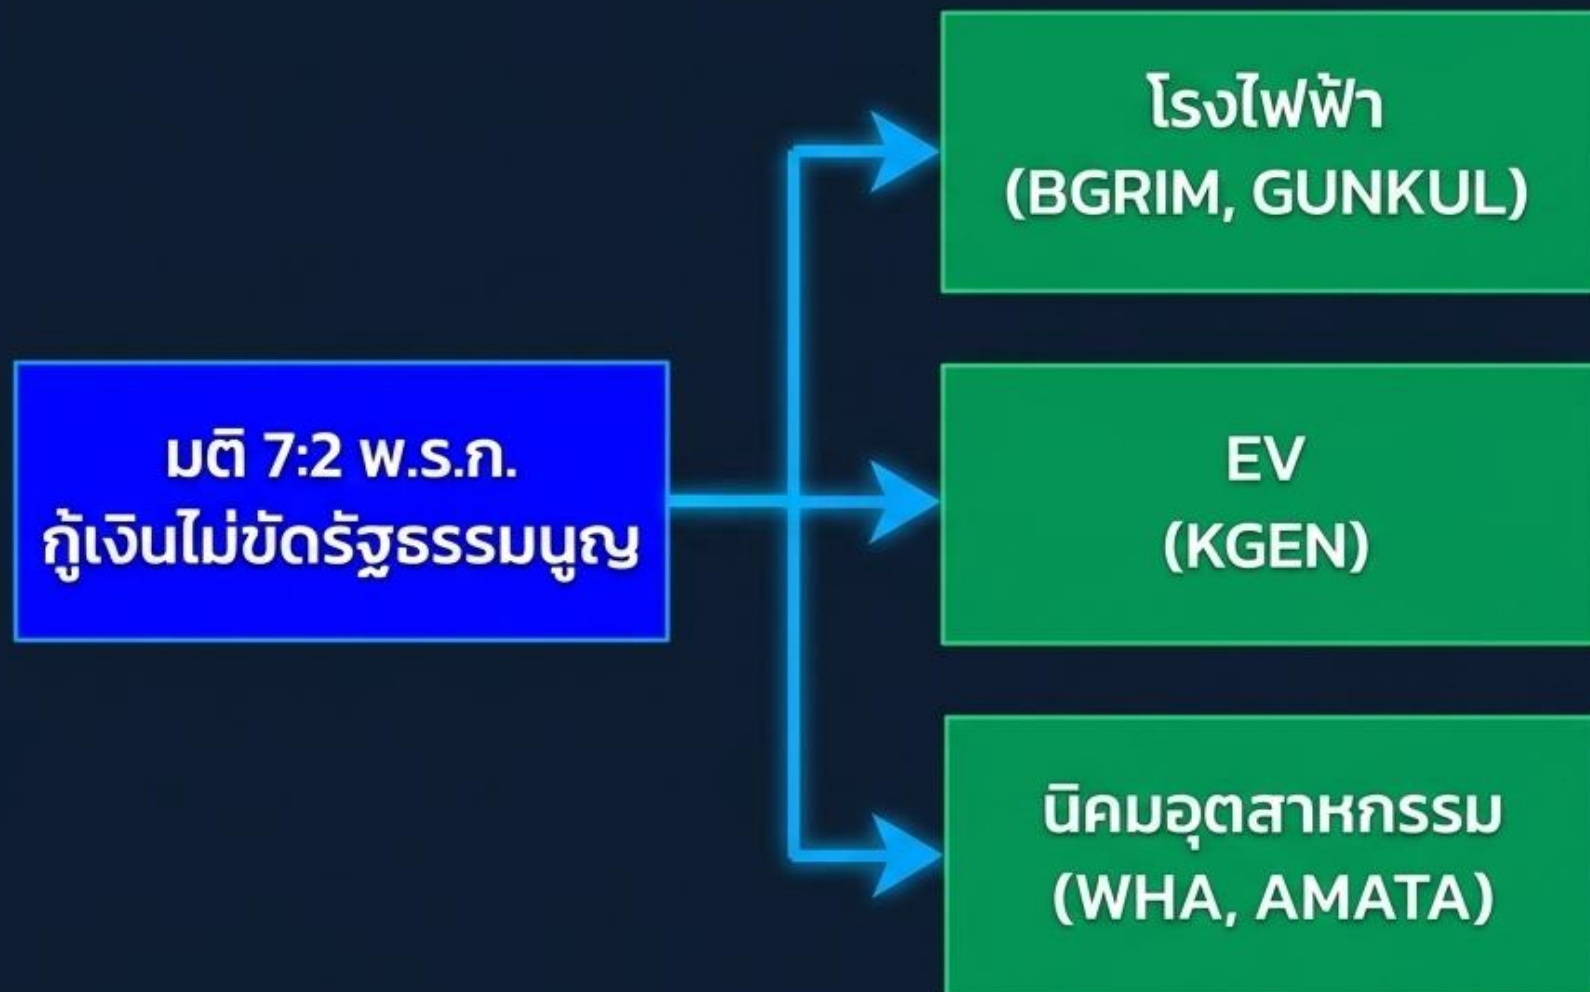 มติ 7:2 พ.ร.ก.
กู้เงินไม่ขัดรัฐธรรมนูญ
โรงไฟฟ้า
(BGRIM, GUNKUL)
EV
(KGEN)
นิคมอุตสาหกรรม
(WHA, AMATA)